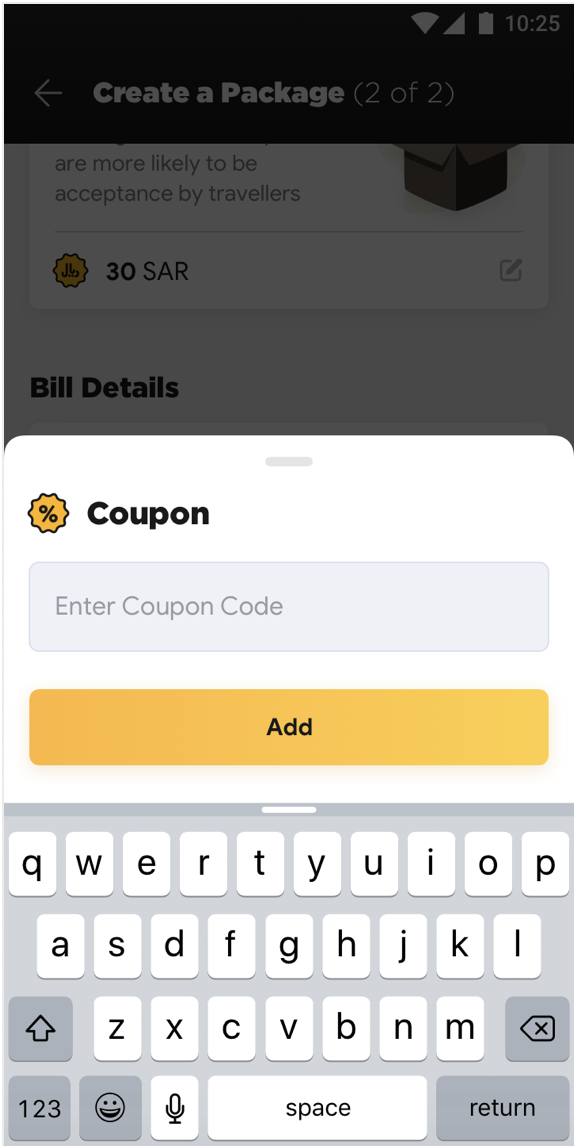 10:25
Create a Package (2 of 2)
are more likely to be
acceptance by travellers
30 SAR
Bill Details
%
Coupon
Enter Coupon Code
Add
q w e r t y u i o p
a s d f g h j k l
z x c v b n m
123 space return